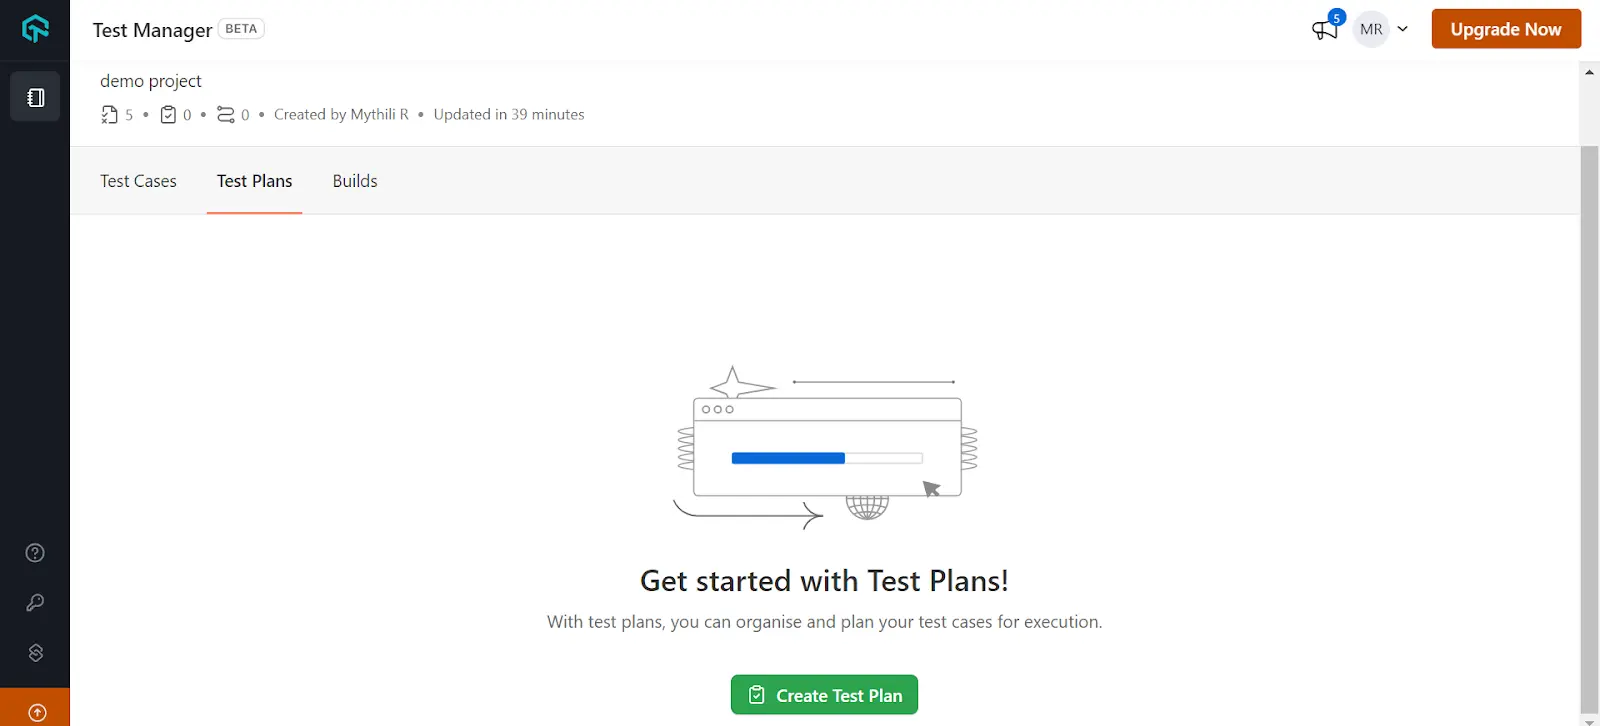 Test Manager BETA
5
MR
Upgrade Now
demo project
5 • 0 • 0 • Created by Mythili R • Updated in 39 minutes
Test Cases Test Plans Builds
Get started with Test Plans!
With test plans, you can organise and plan your test cases for execution.
Create Test Plan